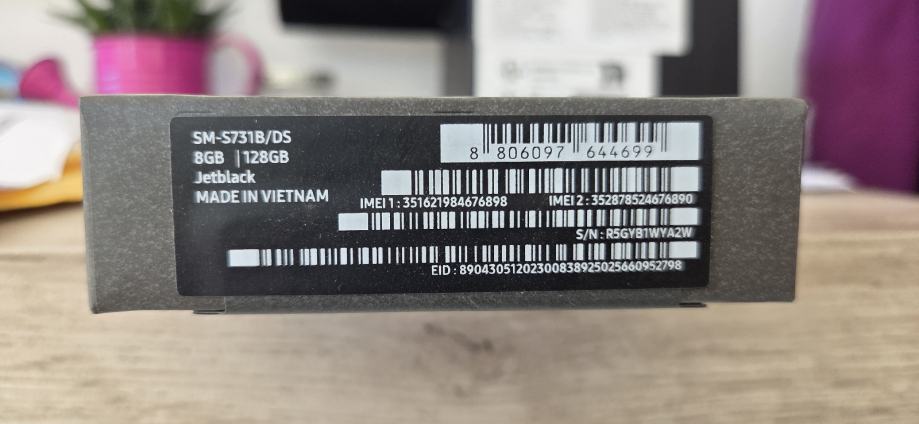 SM-S731B/DS
8GB | 128GB
Jetblack
MADE IN VIETNAM
8 806097 644699
IMEI 1 : 351621984676898 IMEI 2 : 352878524676890
S/N : R5GYB1WYA2W
EID : 89043051202300838925025660952798